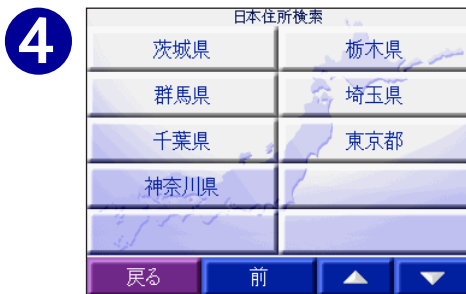 4
日本住所検索
茨城県 栃木県
群馬県 埼玉県
千葉県 東京都
神奈川県
戻る 前